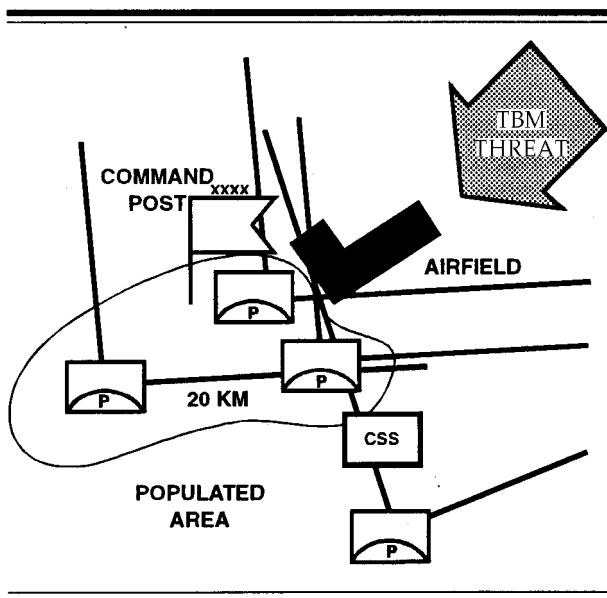 TBM
THREAT
COMMAND
POST
xxxx
AIRFIELD
P
P
P
20 KM
CSS
POPULATED
AREA
P